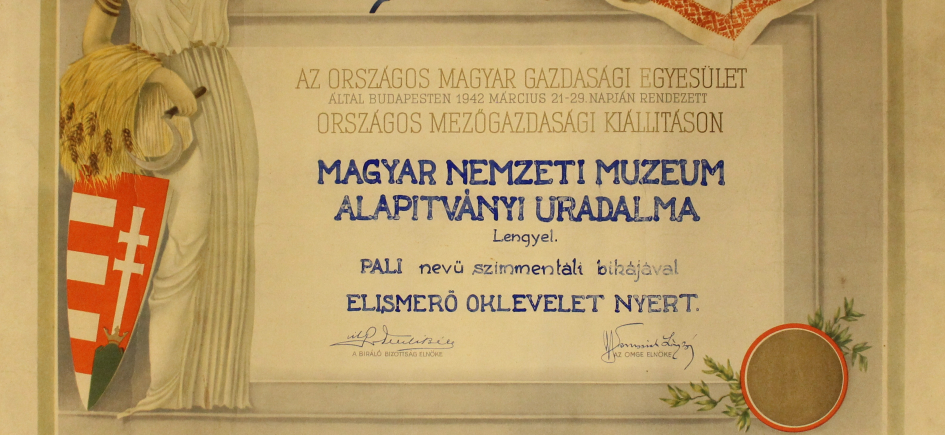 AZ ORSZÁGOS MAGYAR GAZDASÁGI EGYESÜLET
ÁLTAL BUDAPESTEN 1942 MÁRCIUS 21-29. NAPJÁN RENDEZETT
ORSZÁGOS MEZŐGAZDASÁGI KIÁLLITÁSON
MAGYAR NEMZETI MUZEUM
ALAPITVÁNYI URADALMA
Lengyel.
PALI nevü szimmentáli bikájával
ELISMERŐ OKLEVELET NYERT.
A BIRÁLÓ BIZOTTSÁG ELNÖKE
AZ OMGE ELNÖKE